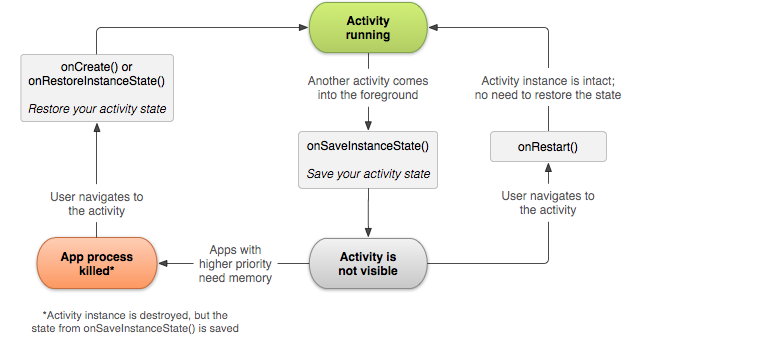 Activity
running
onCreate() or
onRestoreInstanceState()
Restore your activity state
Another activity comes
into the foreground
Activity instance is intact;
no need to restore the state
onSaveInstanceState()
Save your activity state
onRestart()
User navigates to
the activity
User navigates to
the activity
App process
killed*
Apps with
higher priority
need memory
Activity is
not visible
*Activity instance is destroyed, but the
state from onSaveInstanceState() is saved